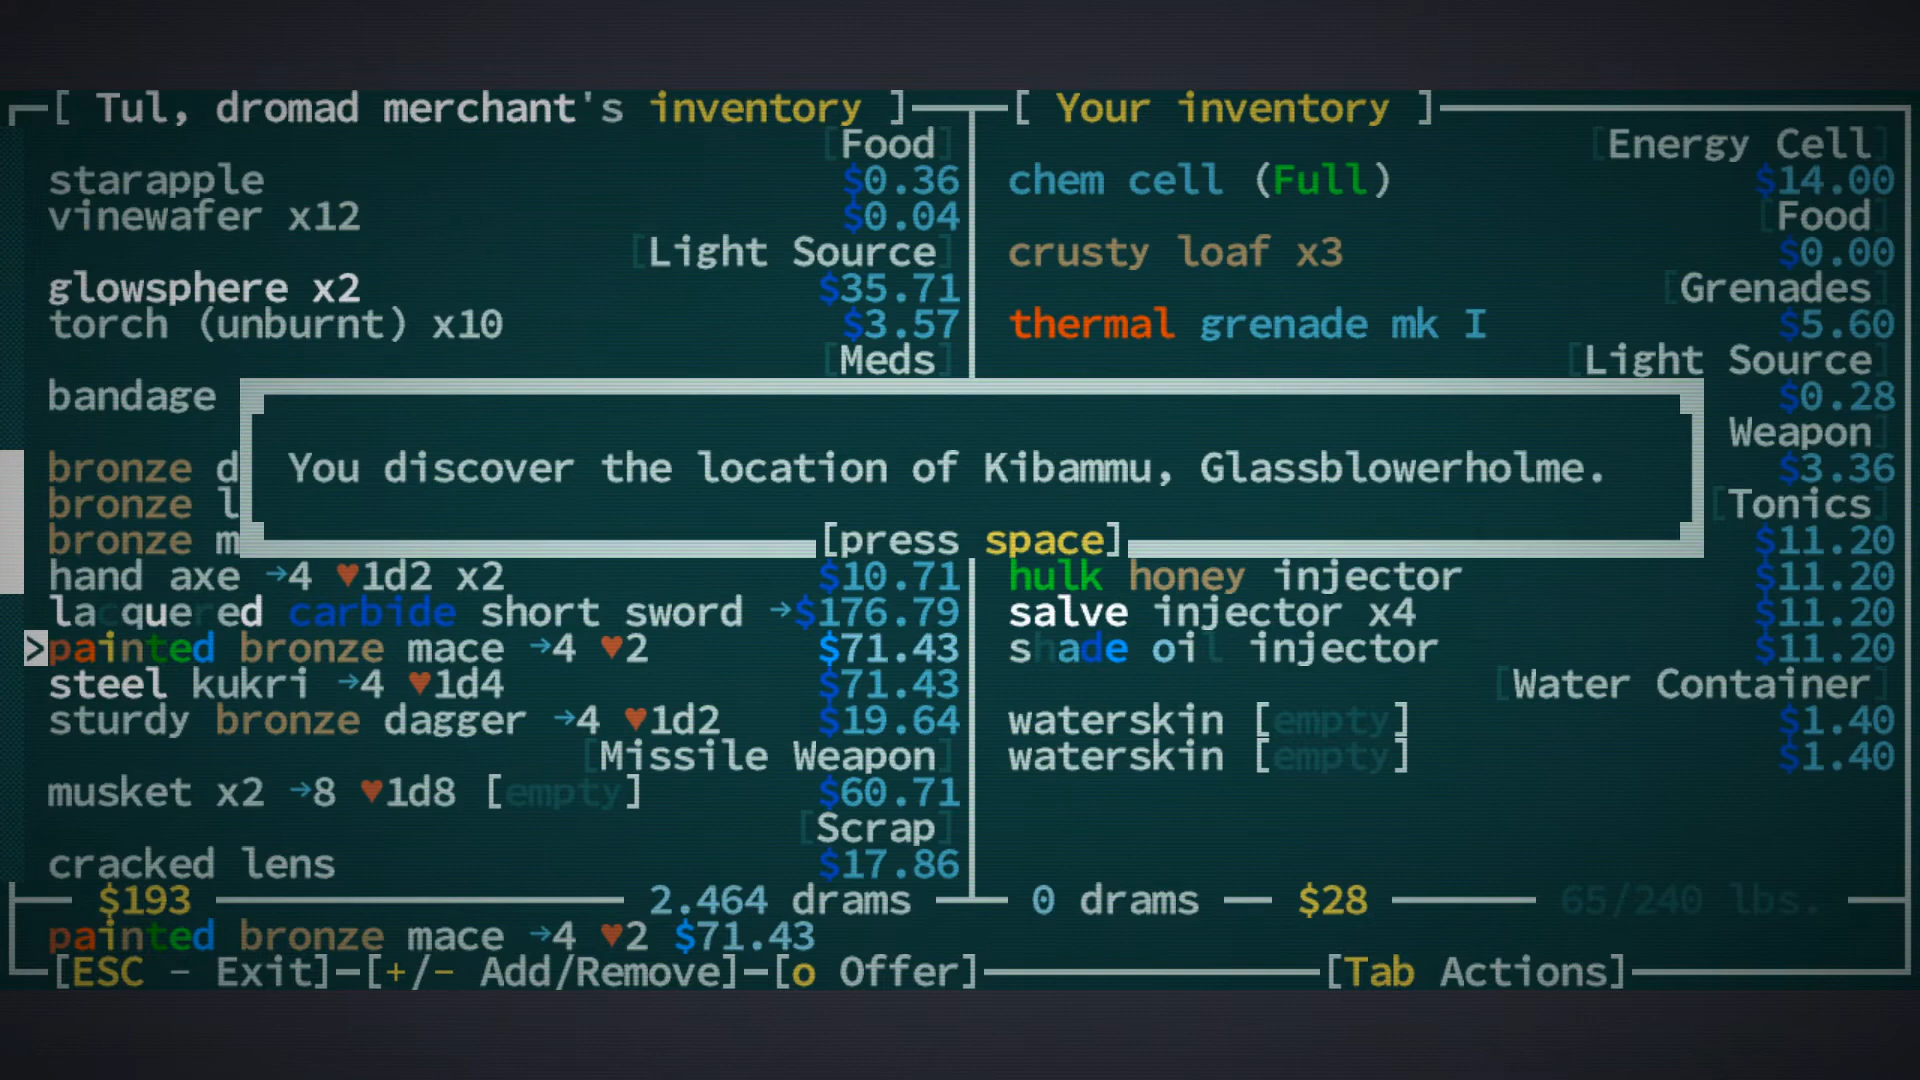 [ Tul, dromad merchant's inventory ]
[Food]
starapple $0.36
vinewafer x12 $0.04
[Light Source]
glowsphere x2 $35.71
torch (unburnt) x10 $3.57
[Meds]
bandage
bronze d
bronze l
bronze m
hand axe →4 ♥1d2 x2 $10.71
lacquered carbide short sword →$176.79
>painted bronze mace →4 ♥2 $71.43
steel kukri →4 ♥1d4 $71.43
sturdy bronze dagger →4 ♥1d2 $19.64
[Missile Weapon]
musket x2 →8 ♥1d8 [empty] $60.71
[Scrap]
cracked lens $17.86
[ Your inventory ]
[Energy Cell]
chem cell (Full) $14.00
[Food]
crusty loaf x3 $0.00
[Grenades]
thermal grenade mk I $5.60
[Light Source]
$0.28
Weapon]
$3.36
[Tonics]
$11.20
hulk honey injector $11.20
salve injector x4 $11.20
shade oil injector $11.20
[Water Container]
waterskin [empty] $1.40
waterskin [empty] $1.40
You discover the location of Kibammu, Glassblowerholme.
[press space]
$193 2.464 drams 0 drams $28 65/240 lbs.
painted bronze mace →4 ♥2 $71.43
[ESC - Exit] [+/- Add/Remove] [o Offer] [Tab Actions]